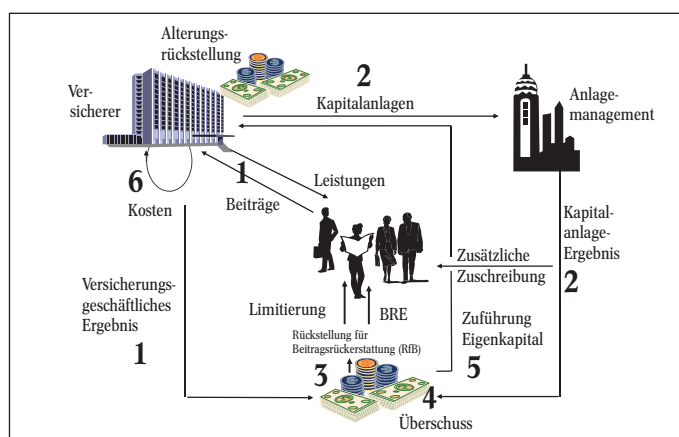 Alterungs-
rückstellung
2
Ver-
sicherer
Kapitalanlagen
Anlage-
management
6
1
Leistungen
Kosten
Beiträge
Kapital-
anlage-
Ergebnis
2
Zusätzliche
Zuschreibung
Versicherungs-
geschäftliches
Ergebnis
1
Limitierung
BRE
Zuführung
Eigenkapital
5
Rückstellung für
Beitragsrückerstattung (RfB)
3
4
Überschuss